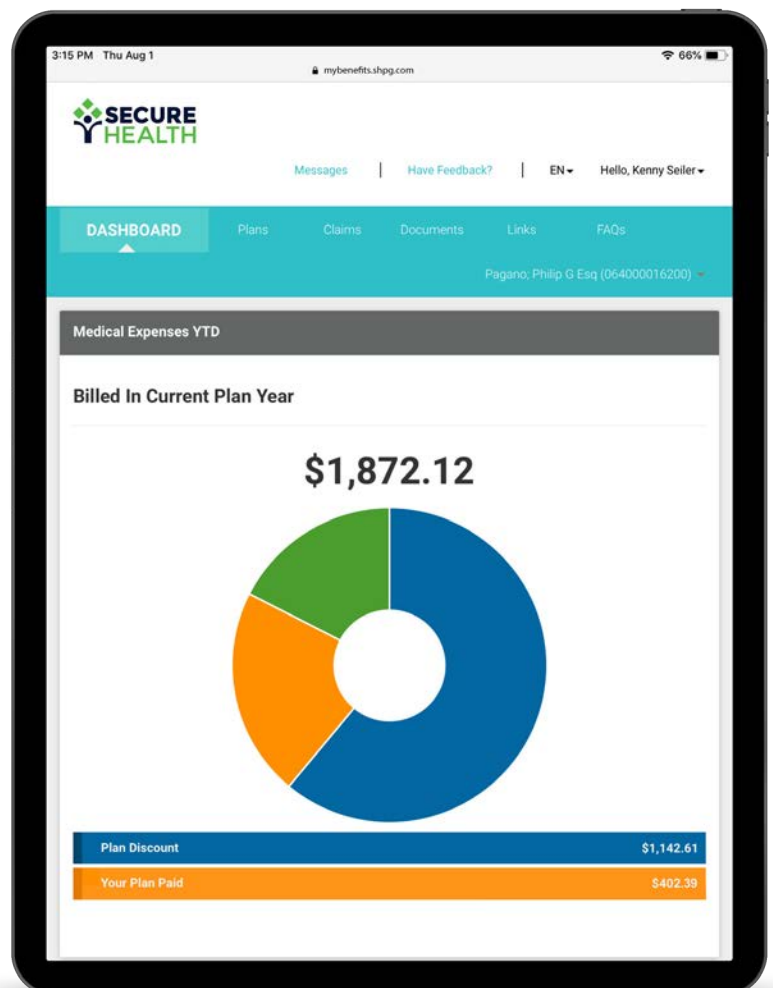 3:15 PM Thu Aug 1
mybenefits.shpg.com
66%
SECURE
HEALTH
Messages | Have Feedback? | EN Hello, Kenny Seiler
DASHBOARD Plans Claims Documents Links FAQs
Pagano; Philip G Esq (064000016200)
Medical Expenses YTD
Billed In Current Plan Year
$1,872.12
Plan Discount $1,142.61
Your Plan Paid $402.39